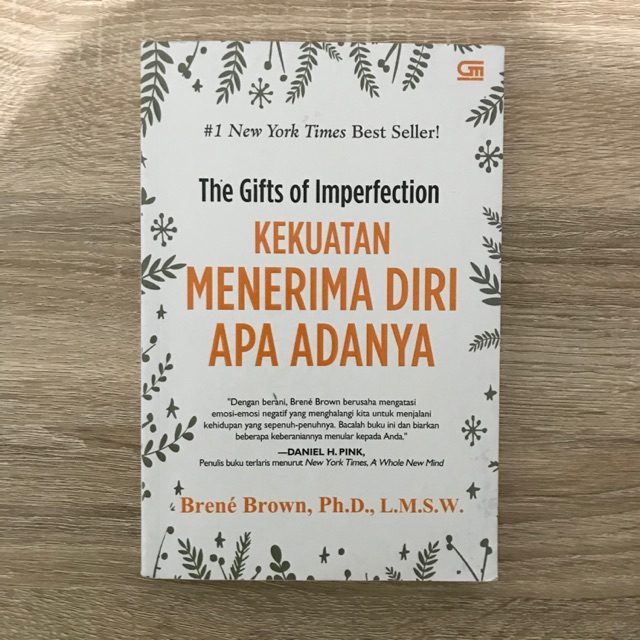 GM
#1 New York Times Best Seller!
The Gifts of Imperfection
KEKUATAN
MENERIMA DIRI
APA ADANYA
"Dengan berani, Brené Brown berusaha mengatasi
emosi-emosi negatif yang menghalangi kita untuk menjalani
kehidupan yang sepenuh-penuhnya. Bacalah buku ini dan biarkan
beberapa keberaniannya menular kepada Anda."
—DANIEL H. PINK,
Penulis buku terlaris menurut New York Times, A Whole New Mind
Brené Brown, Ph.D., L.M.S.W.